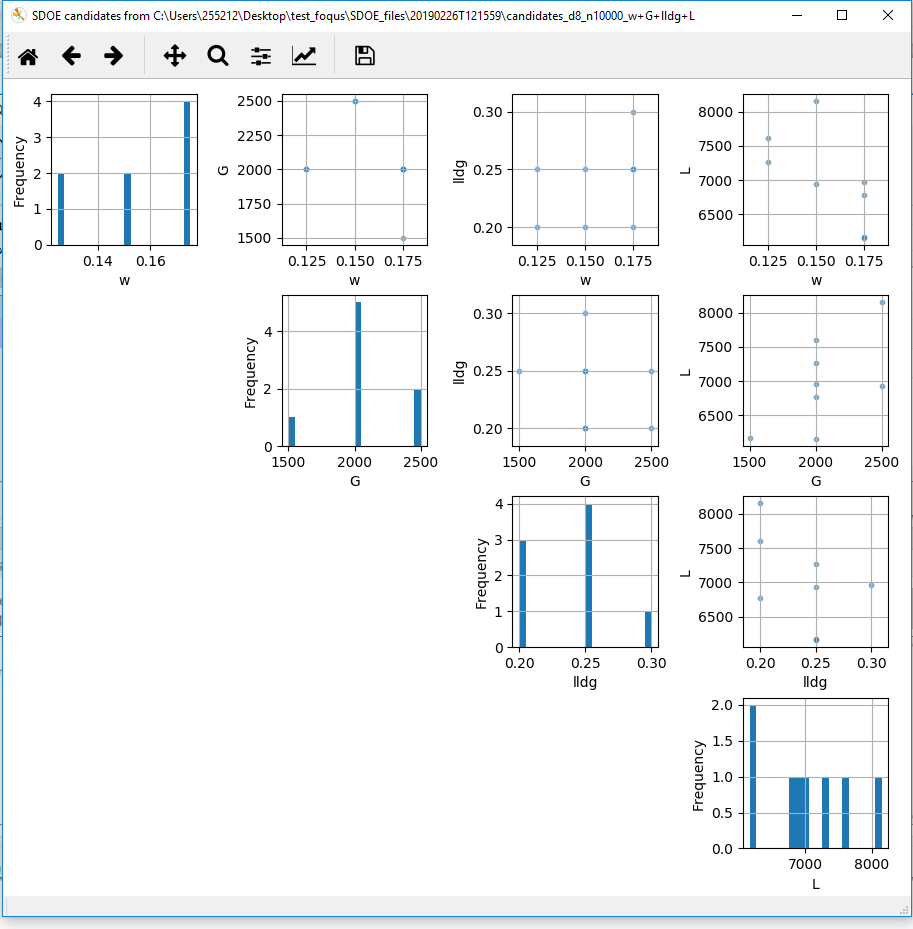 SDOE candidates from C:\Users\255212\Desktop\test_foqus\SDOE_files\20190226T121559\candidates_d8_n10000_w+G+lldg+L
4
3
2
1
0
Frequency
0.14 0.16
w
2500
2250
2000
1750
1500
G
0.125 0.150 0.175
w
0.30
0.25
0.20
lldg
0.125 0.150 0.175
w
8000
7500
7000
6500
L
0.125 0.150 0.175
w
4
2
0
Frequency
1500 2000 2500
G
0.30
0.25
0.20
lldg
1500 2000 2500
G
8000
7500
7000
6500
L
1500 2000 2500
G
4
3
2
1
0
Frequency
0.20 0.25 0.30
lldg
8000
7500
7000
6500
L
0.20 0.25 0.30
lldg
2.0
1.5
1.0
0.5
0.0
Frequency
7000 8000
L